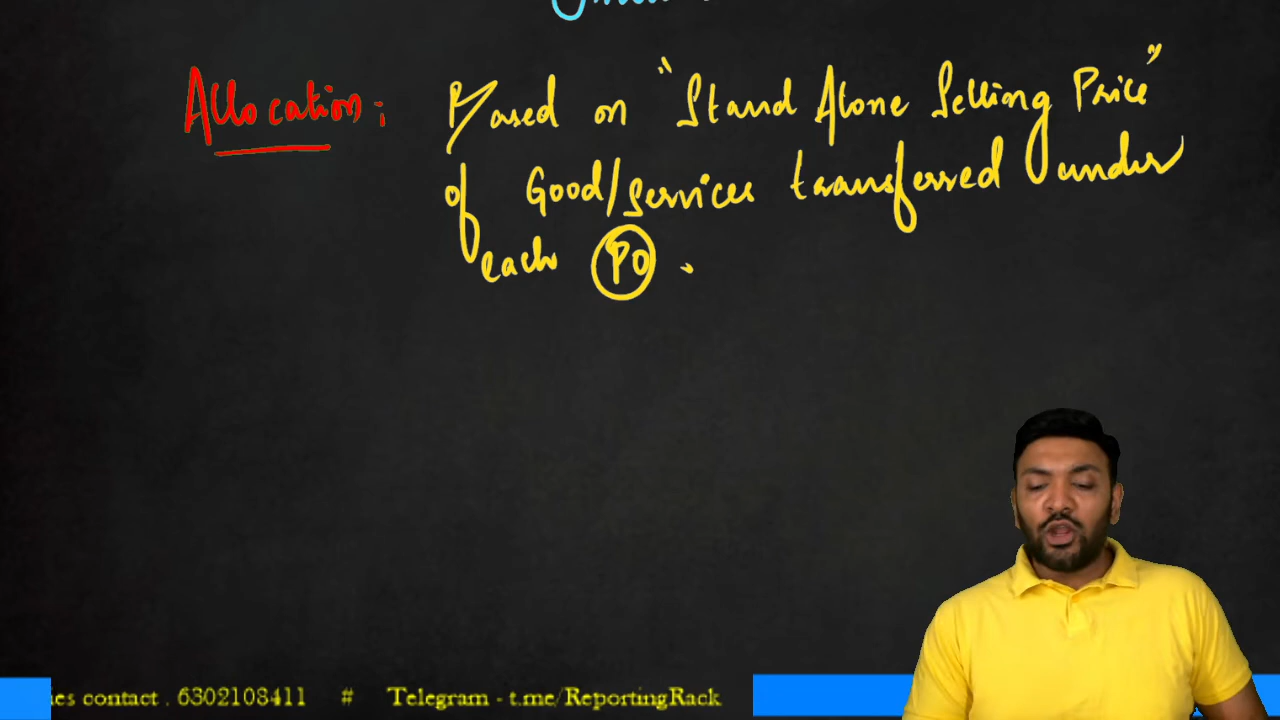 Allocation: Based on "Stand Alone Selling Price"
of Good/Services transferred under
each PO.
ies contact . 6302108411 # Telegram - t.me/ReportingRack